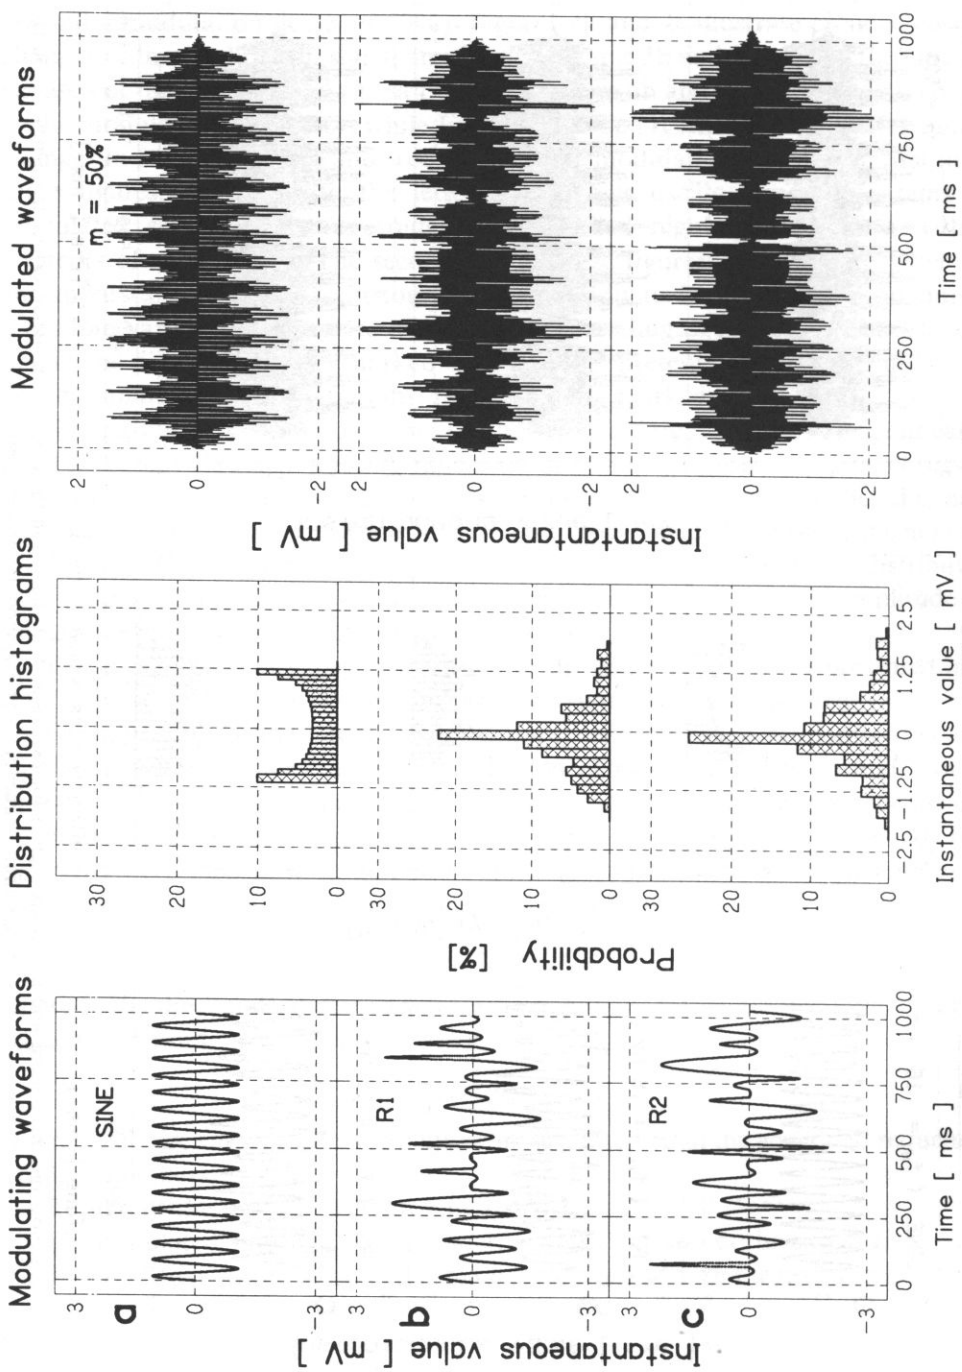 Modulating waveforms
Distribution histograms
Modulated waveforms
a
SINE
3
0
-3
30
20
10
0
m = 50%
2
0
-2
b
R1
3
0
-3
30
20
10
0
2
0
-2
c
R2
3
0
-3
30
20
10
0
2
0
-2
Instantaneous value [ mV ]
Probability [%]
Instantaneous value [ mV ]
0 250 500 750 1000
-2.5 -1.25 0 1.25 2.5
0 250 500 750 1000
Time [ ms ]
Instantaneous value [ mV ]
Time [ ms ]